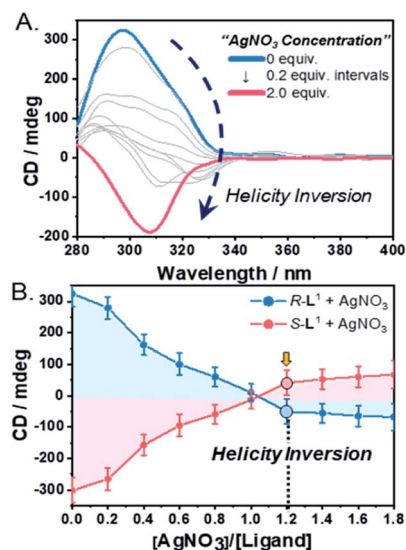 A.
"AgNO₃ Concentration"
0 equiv.
↓ 0.2 equiv. intervals
2.0 equiv.
300
200
100
0
-100
-200
CD / mdeg
Helicity Inversion
280 300 320 340 360 380 400
Wavelength / nm
B.
R-L¹ + AgNO₃
S-L¹ + AgNO₃
300
200
100
0
-100
-200
-300
CD / mdeg
Helicity Inversion
0.0 0.2 0.4 0.6 0.8 1.0 1.2 1.4 1.6 1.8
[AgNO₃]/[Ligand]